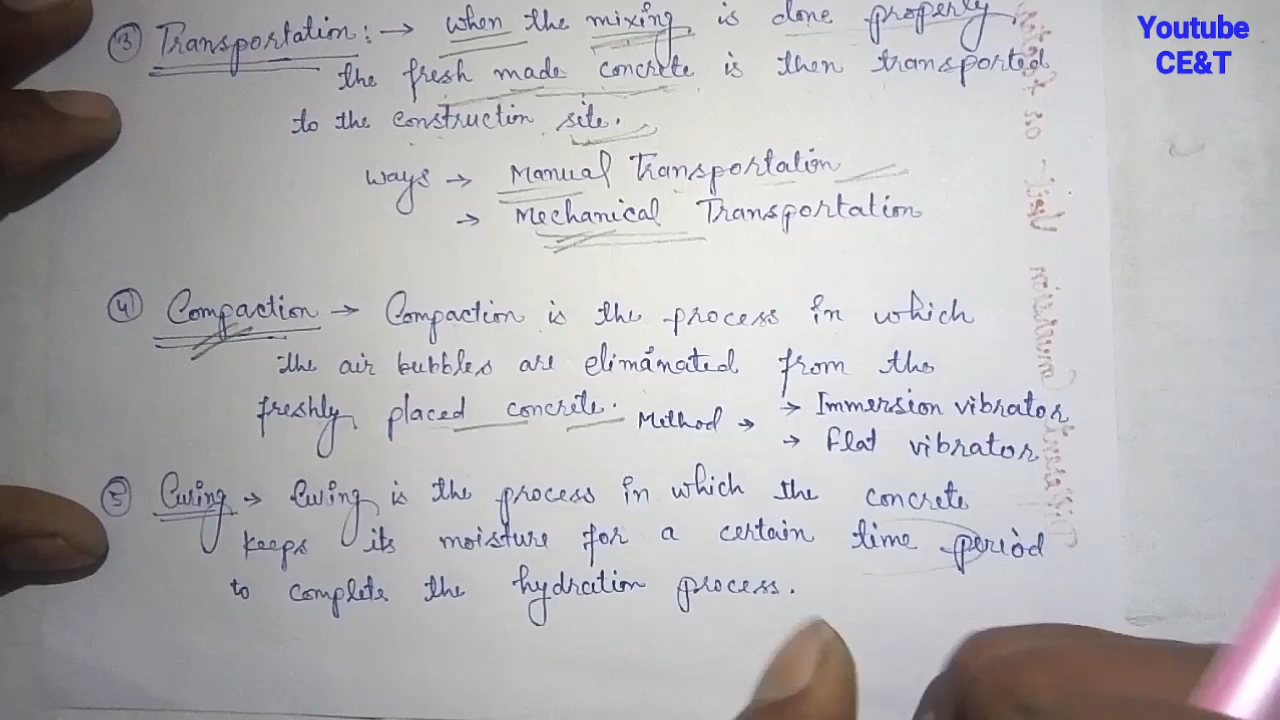 Youtube
CE&T
③ Transportation:→ when the mixing is done properly,
the fresh made concrete is then transported
to the construction site.
ways → Manual Transportation
→ Mechanical Transportation
④ Compaction → Compaction is the process in which
the air bubbles are elimanated from the
freshly placed concrete. Method → → Immersion vibrator
→ flat vibrator
⑤ Curing → Curing is the process in which the concrete
keeps its moisture for a certain time period
to complete the hydration process.